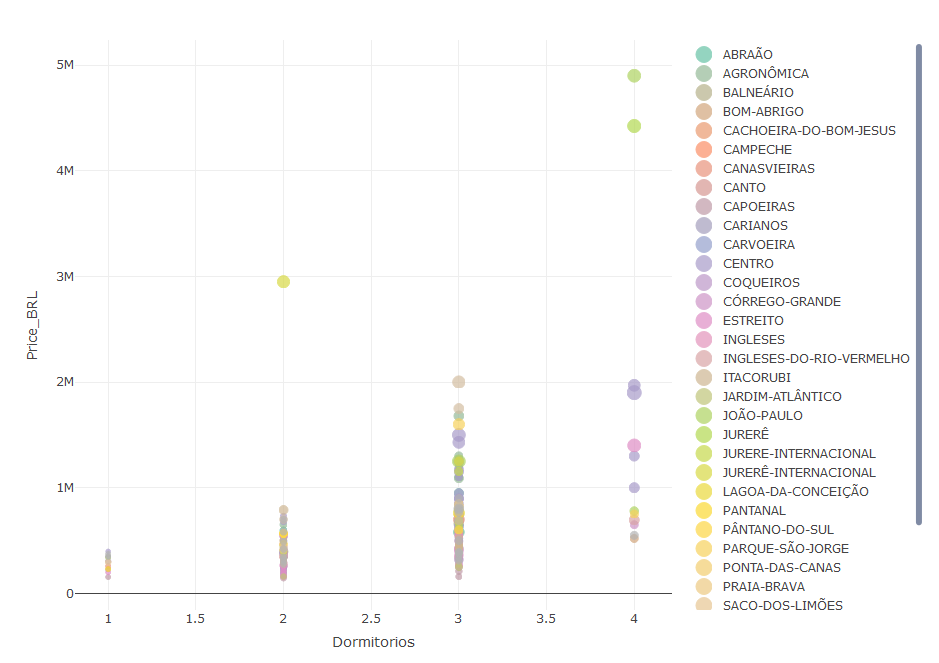 5M
4M
3M
2M
1M
0
Price_BRL
1
1.5
2
2.5
3
3.5
4
Dormitorios
ABRAÃO
AGRONÔMICA
BALNEÁRIO
BOM-ABRIGO
CACHOEIRA-DO-BOM-JESUS
CAMPECHE
CANASVIEIRAS
CANTO
CAPOEIRAS
CARIANOS
CARVOEIRA
CENTRO
COQUEIROS
CÓRREGO-GRANDE
ESTREITO
INGLESES
INGLESES-DO-RIO-VERMELHO
ITACORUBI
JARDIM-ATLÂNTICO
JOÃO-PAULO
JURERÊ
JURERE-INTERNACIONAL
JURERÊ-INTERNACIONAL
LAGOA-DA-CONCEIÇÃO
PANTANAL
PÂNTANO-DO-SUL
PARQUE-SÃO-JORGE
PONTA-DAS-CANAS
PRAIA-BRAVA
SACO-DOS-LIMÕES